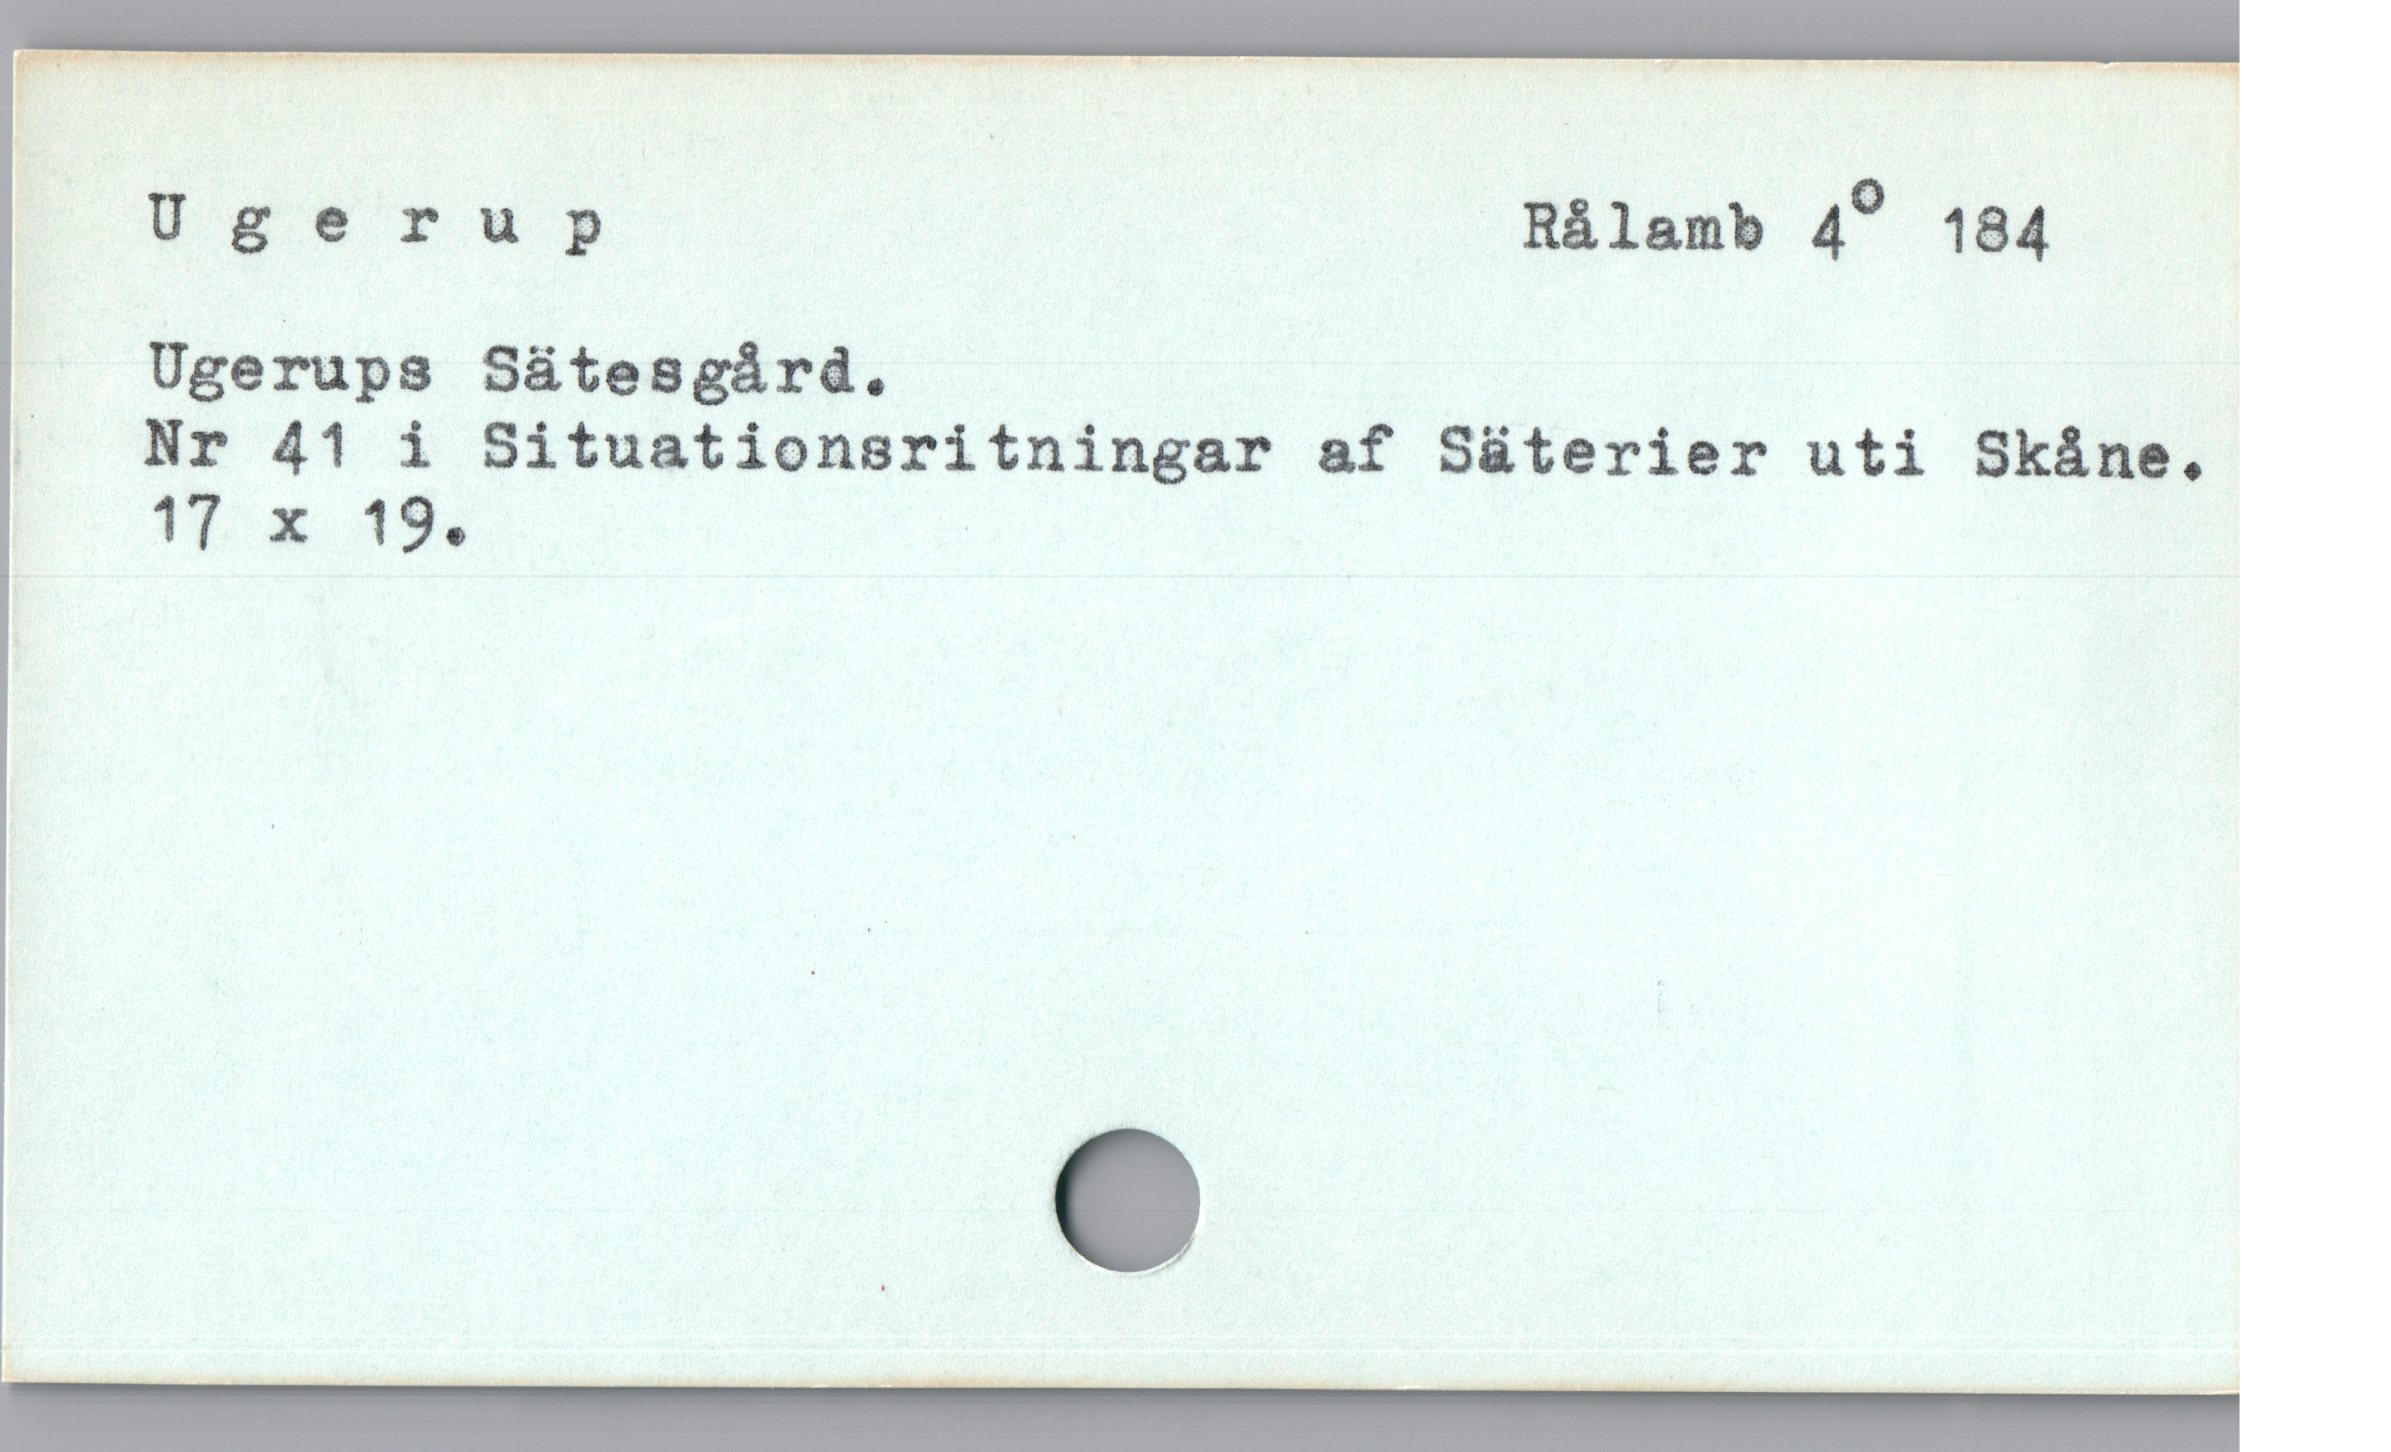 U g e r u p Rålamb 4° 184
Ugerups Sätesgård.
Nr 41 i Situationsritningar af Säterier uti Skåne.
17 x 19.